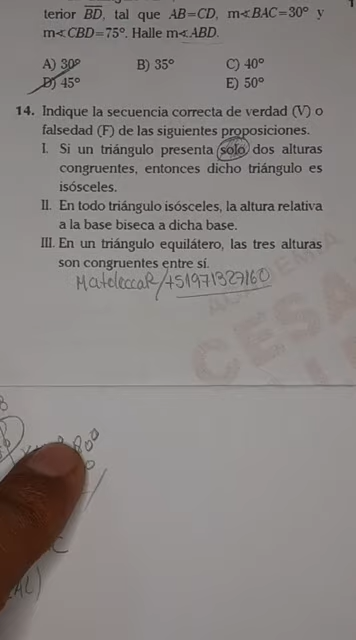 terior BD, tal que AB=CD, m∢BAC=30° y
m∢CBD=75°. Halle m∢ABD.
A) 30° B) 35° C) 40°
D) 45° E) 50°
14. Indique la secuencia correcta de verdad (V) o
falsedad (F) de las siguientes proposiciones.
I. Si un triángulo presenta solo dos alturas
congruentes, entonces dicho triángulo es
isósceles.
II. En todo triángulo isósceles, la altura relativa
a la base biseca a dicha base.
III. En un triángulo equilátero, las tres alturas
son congruentes entre sí.
MateleccaR/+51971327160
ACADEMIA
CESA